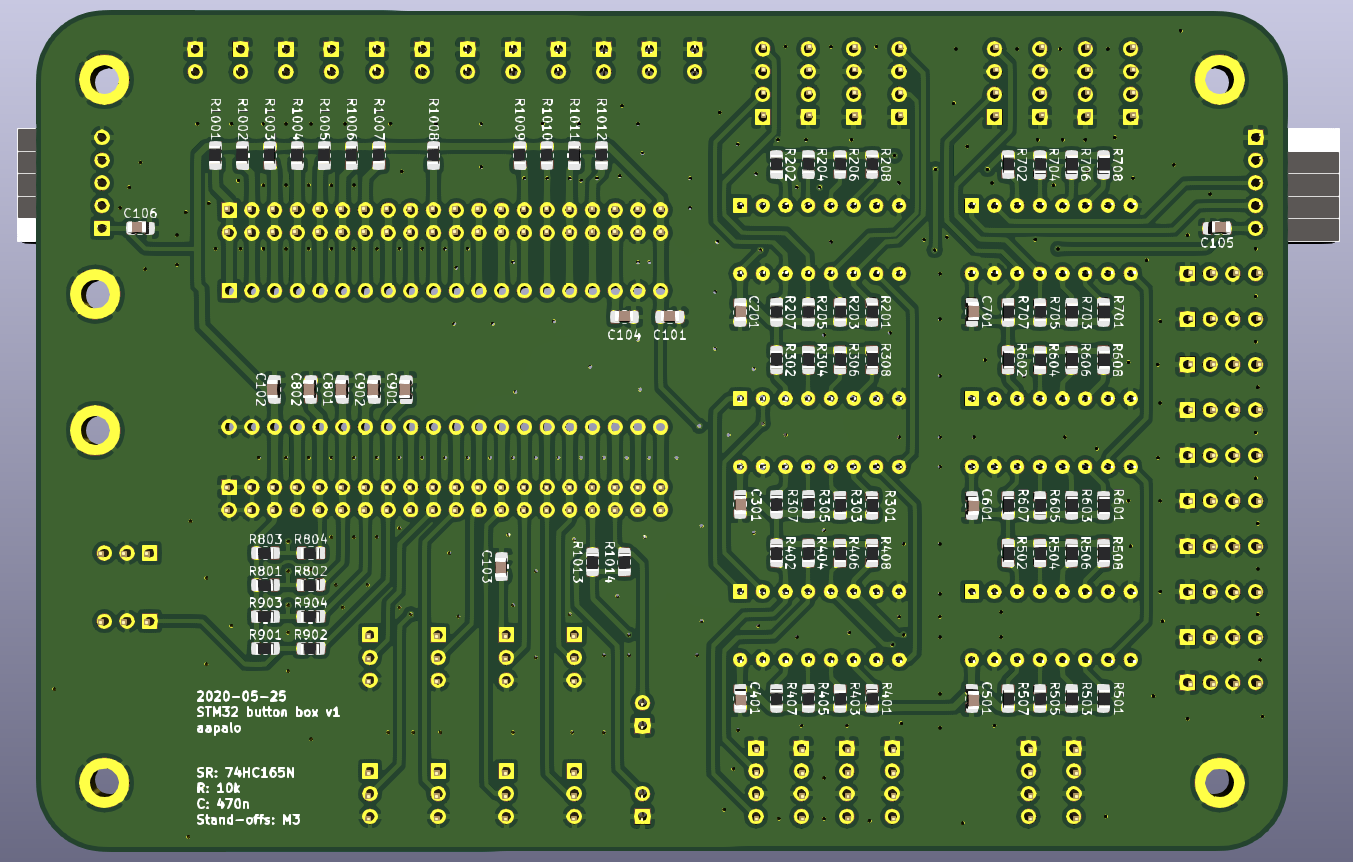 R1001 R1002 R1003 R1004 R1005 R1006 R1007 R1008 R1009 R1010 R1011 R1012
R202 R204 R206 R208 R702 R704 R706 R708
C106
C105
C201 R207 R205 R203 R201 C701 R707 R705 R703 R701
C104 C101
R302 R304 R306 R308 R602 R604 R606 R608
C102 C802 C801 C902 C901
C301 R307 R305 R303 R301 C601 R607 R605 R603 R601
R803 R804
C103 R1013 R1014
R402 R404 R406 R408 R502 R504 R506 R508
R801 R802
R903 R904
R901 R902
C401 R407 R405 R403 R401 C501 R507 R505 R503 R501
2020-05-25
STM32 button box v1
aapalo
SR: 74HC165N
R: 10k
C: 470n
Stand-offs: M3